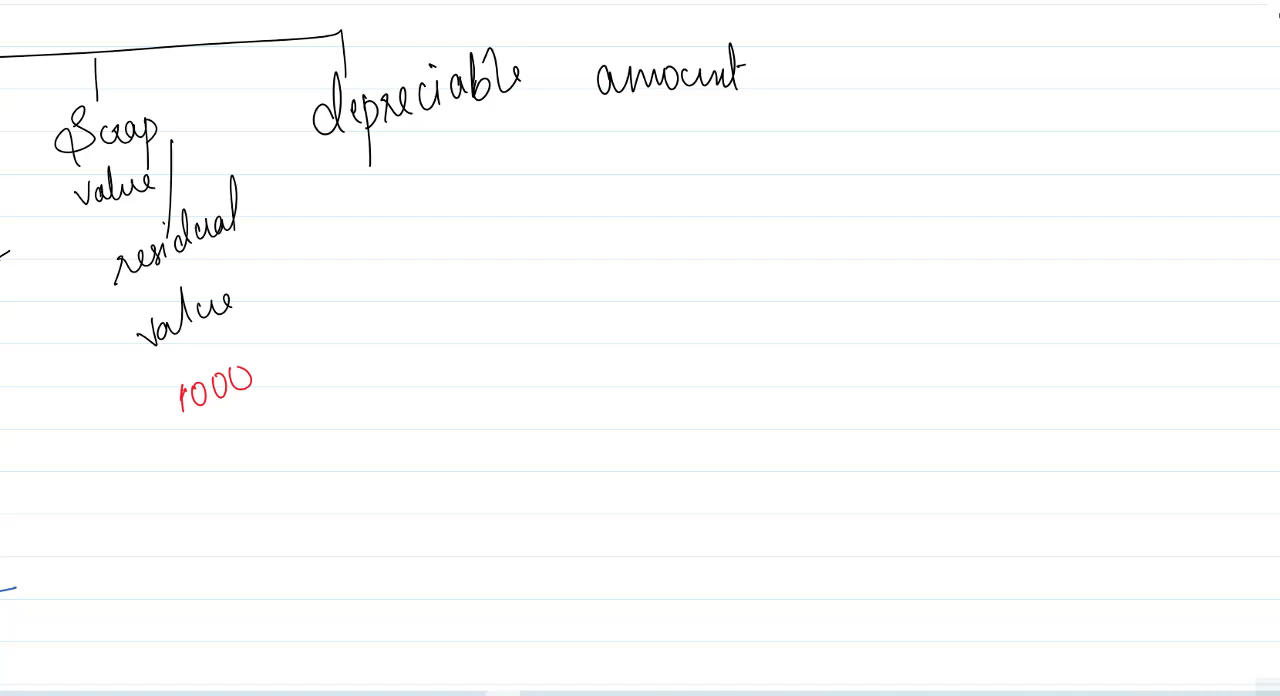 depreciable amount
Scrap
value/
residual
value
1000